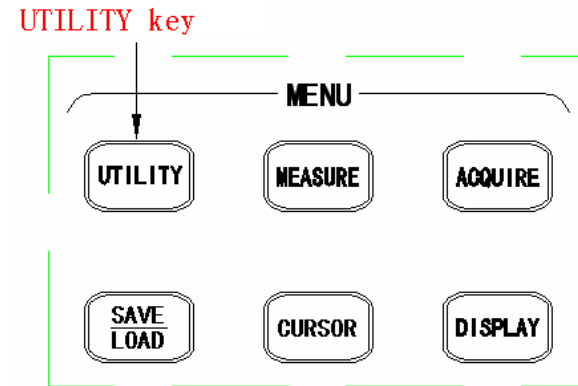 UTILITY key
MENU
UTILITY MEASURE ACQUIRE
SAVE
LOAD
CURSOR DISPLAY